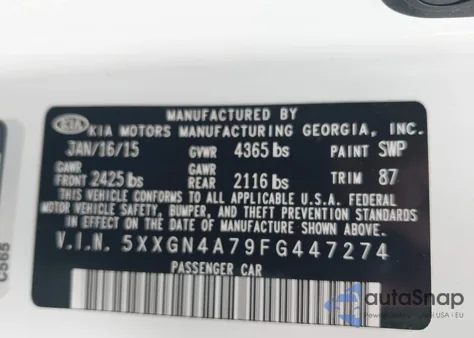 MANUFACTURED BY
KIA KIA MOTORS MANUFACTURING GEORGIA, INC.
JAN/16/15 GVWR 4365 lbs PAINT SWP
GAWR FRONT 2425 lbs GAWR REAR 2116 lbs TRIM 87
THIS VEHICLE CONFORMS TO ALL APPLICABLE U.S.A. FEDERAL
MOTOR VEHICLE SAFETY, BUMPER, AND THEFT PREVENTION
STANDARDS IN EFFECT ON THE DATE OF MANUFACTURE SHOWN ABOVE.
V.I.N. 5XXGN4A79FG447274
PASSENGER CAR
C565
autoSnap